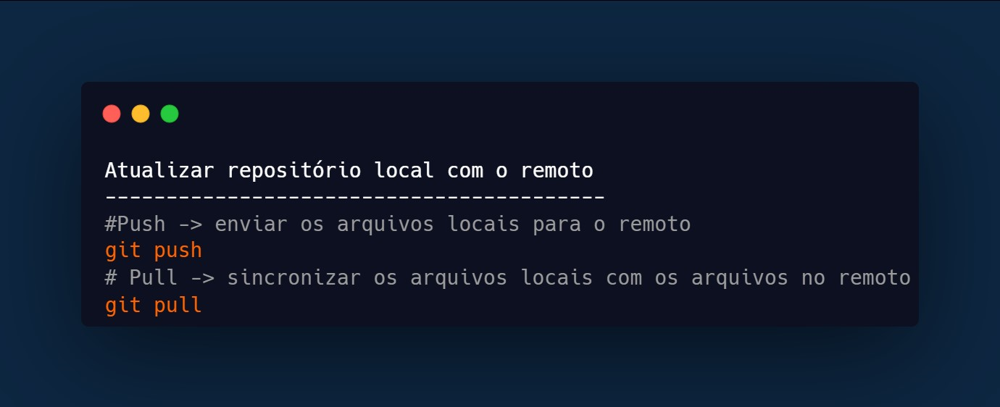 Atualizar repositório local com o remoto
-----------------------------------------
#Push -> enviar os arquivos locais para o remoto
git push
# Pull -> sincronizar os arquivos locais com os arquivos no remoto
git pull